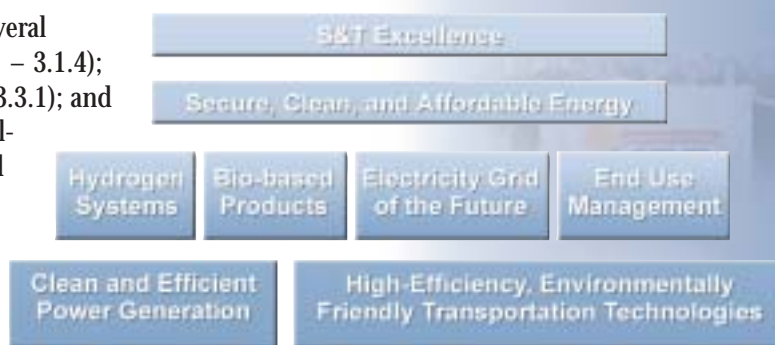 veral
– 3.1.4);
3.3.1); and
l-
S&T Excellence
Secure, Clean, and Affordable Energy
Hydrogen
Systems
Bio-based
Products
Electricity Grid
of the Future
End Use
Management
Clean and Efficient
Power Generation
High-Efficiency, Environmentally
Friendly Transportation Technologies